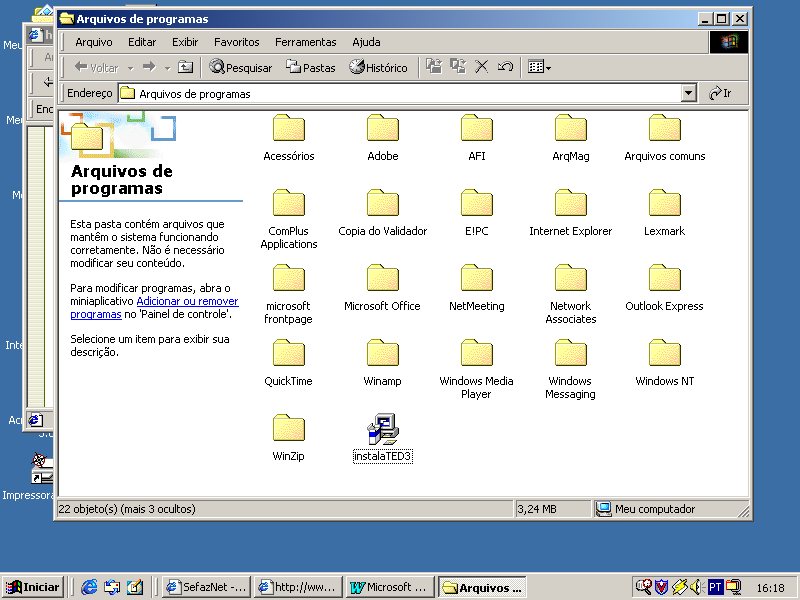 Arquivos de programas
Arquivo Editar Exibir Favoritos Ferramentas Ajuda
Voltar Pesquisar Pastas Histórico
Endereço Arquivos de programas Ir
Arquivos de programas
Esta pasta contém arquivos que
mantêm o sistema funcionando
corretamente. Não é necessário
modificar seu conteúdo.
Para modificar programas, abra o
miniaplicativo Adicionar ou remover
programas no 'Painel de controle'.
Selecione um item para exibir sua
descrição.
Acessórios Adobe AFI ArqMag Arquivos comuns
ComPlus Applications Copia do Validador E!PC Internet Explorer Lexmark
microsoft frontpage Microsoft Office NetMeeting Network Associates Outlook Express
QuickTime Winamp Windows Media Player Windows Messaging Windows NT
WinZip instalaTED3
22 objeto(s) (mais 3 ocultos) 3,24 MB Meu computador
Meu
Meu
Inte
Impressora
Iniciar SefazNet -... http://ww... Microsoft ... Arquivos ... PT 16:18